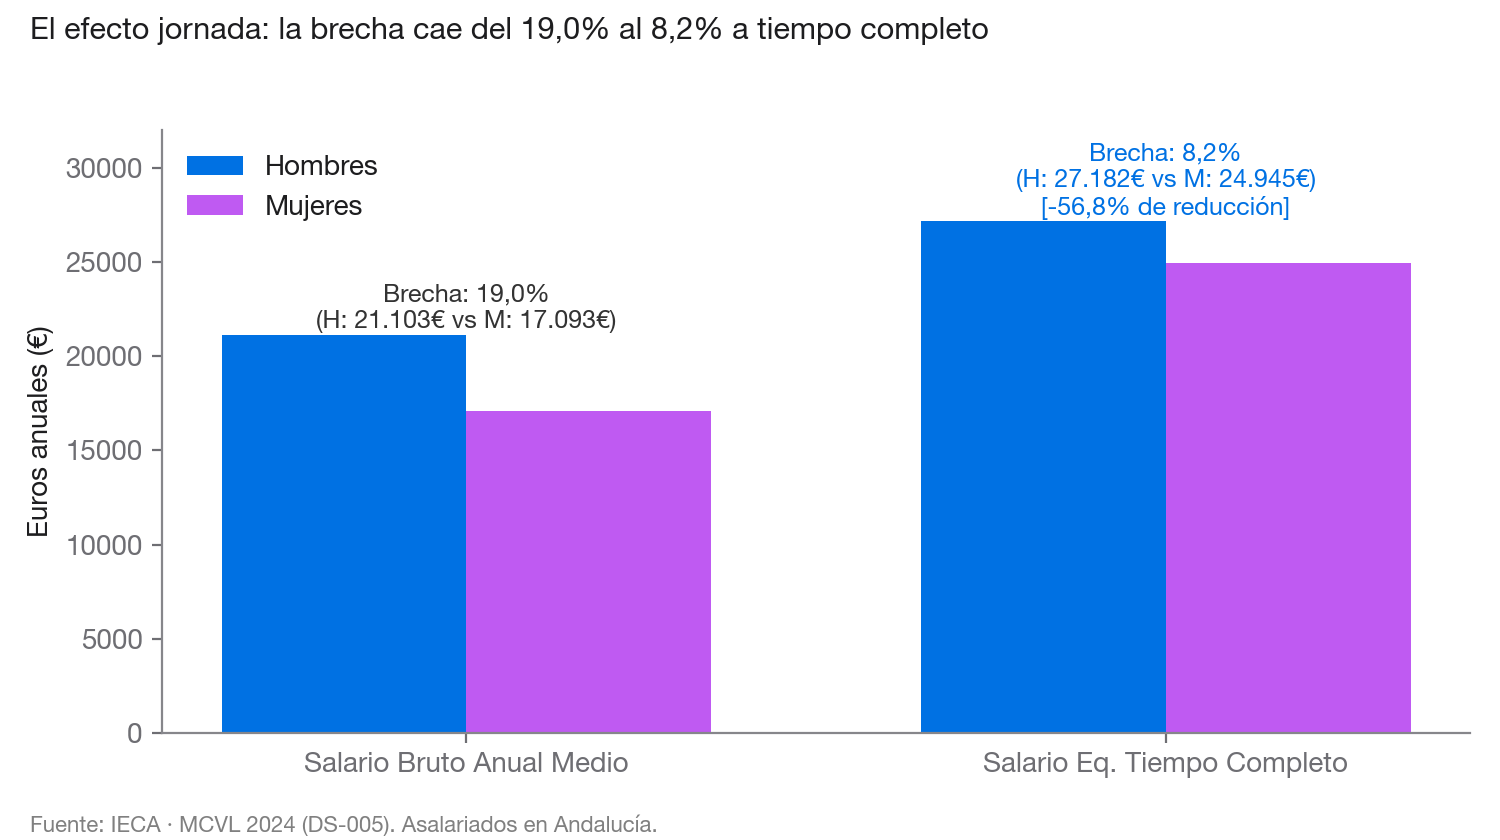 El efecto jornada: la brecha cae del 19,0% al 8,2% a tiempo completo
Hombres
Mujeres
Brecha: 19,0%
(H: 21.103€ vs M: 17.093€)
Brecha: 8,2%
(H: 27.182€ vs M: 24.945€)
[-56,8% de reducción]
Euros anuales (€)
30000
25000
20000
15000
10000
5000
0
Salario Bruto Anual Medio
Salario Eq. Tiempo Completo
Fuente: IECA · MCVL 2024 (DS-005). Asalariados en Andalucía.